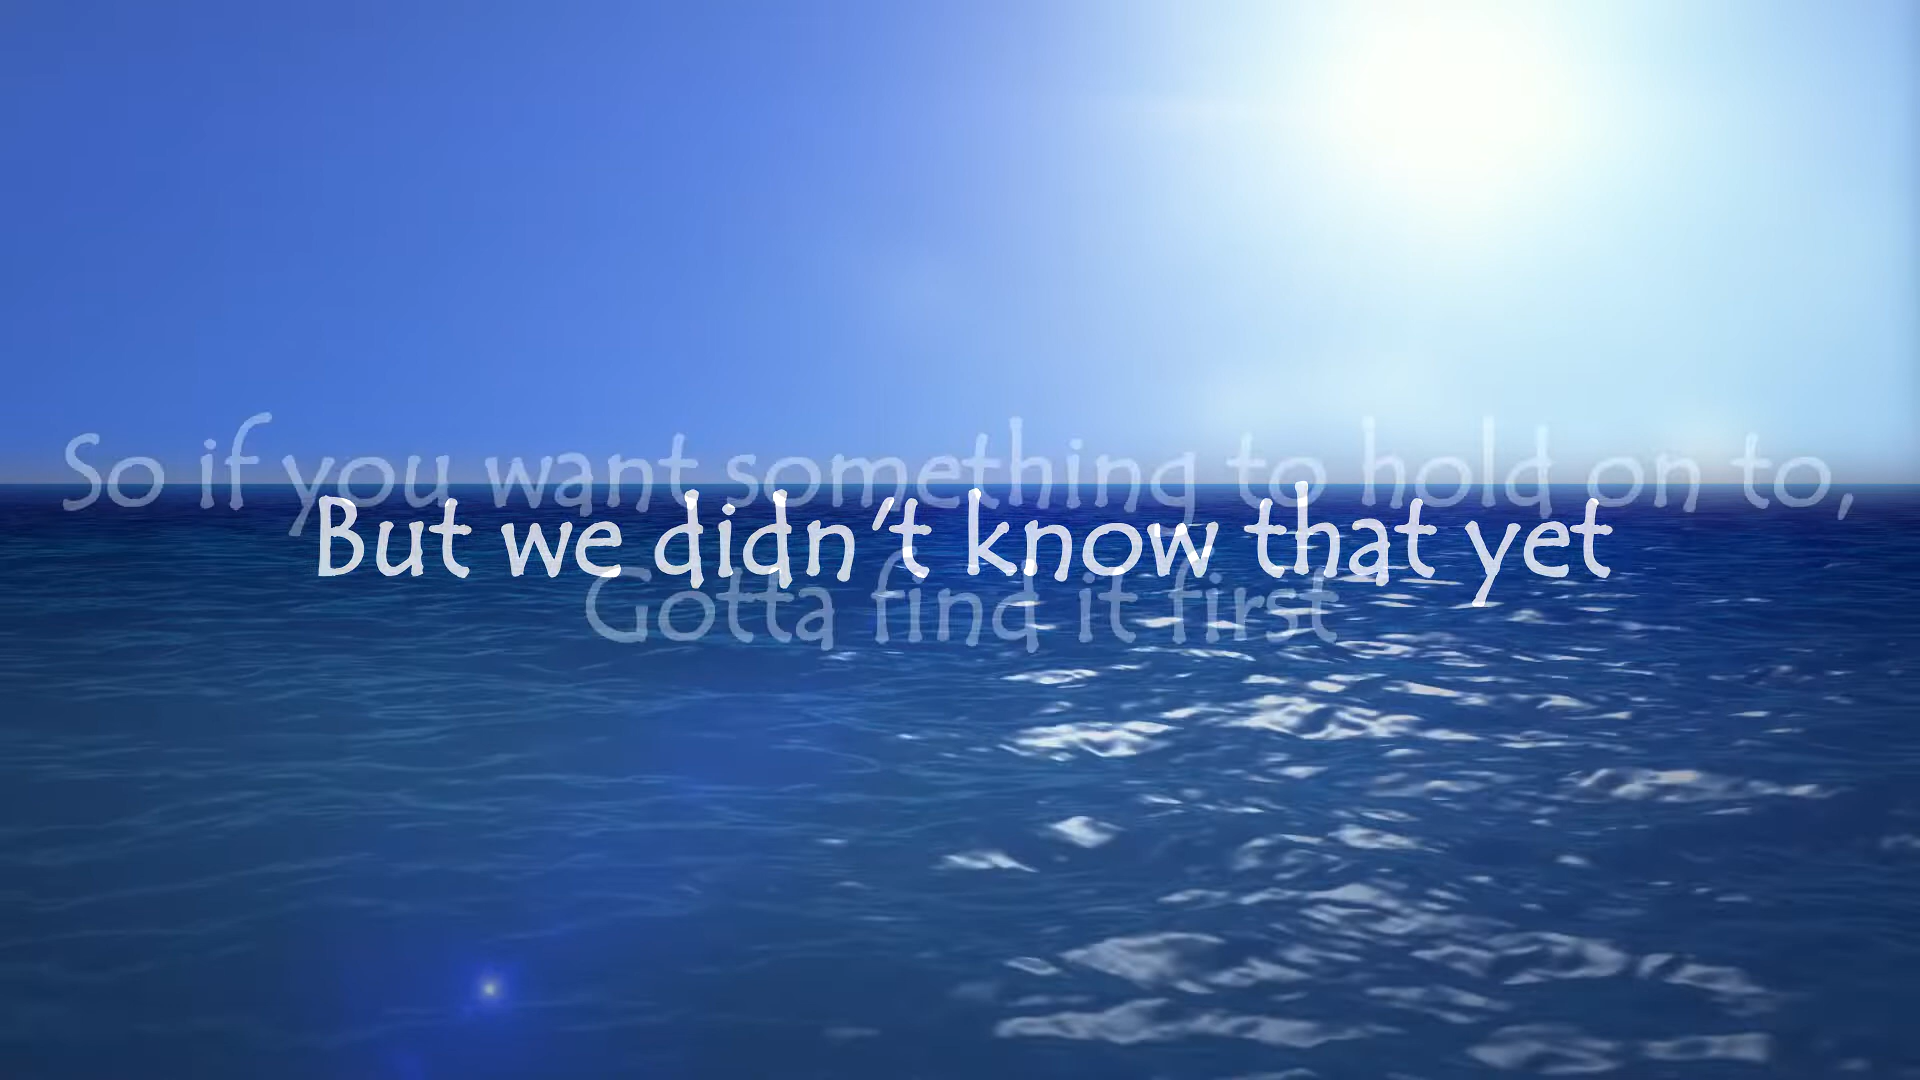 So if you want something to hold on to,
But we didn't know that yet
Gotta find it first